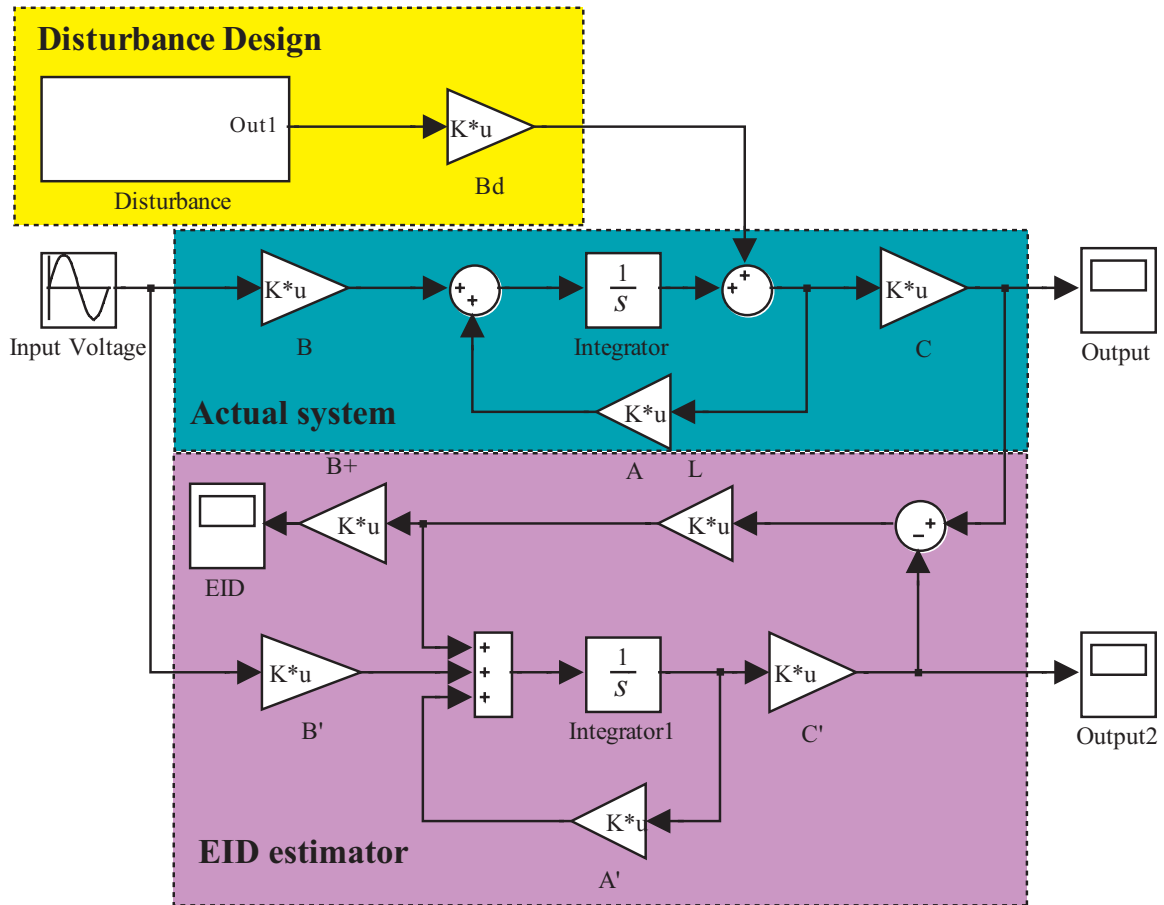 Disturbance Design
Out1
K*u
Bd
Disturbance
K*u
+
+
1
s
+
+
K*u
Input Voltage
B
Integrator
C
Output
K*u
Actual system
A
L
B+
K*u
K*u
+
−
EID
K*u
+
+
+
1
s
K*u
B'
Integrator1
C'
Output2
K*u
EID estimator
A'